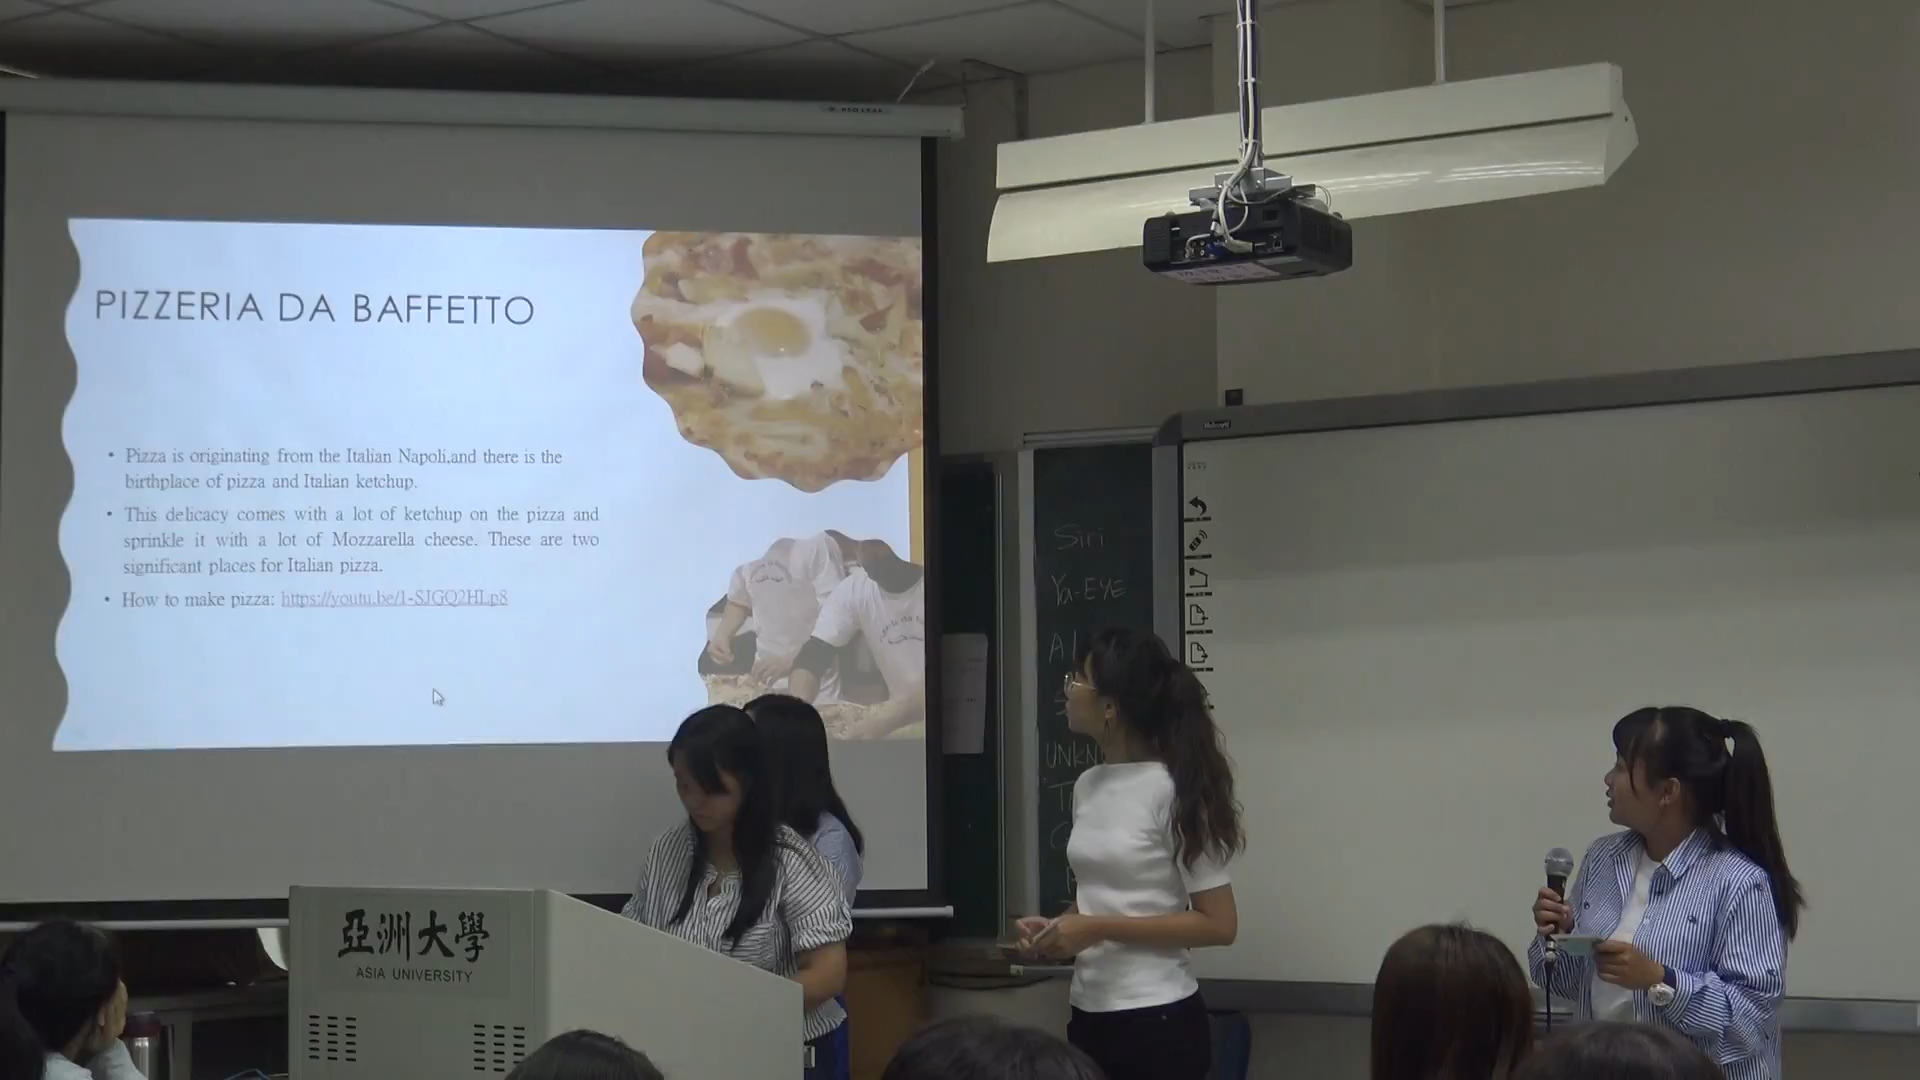 RED LEAF
PIZZERIA DA BAFFETTO
• Pizza is originating from the Italian Napoli,and there is the
birthplace of pizza and Italian ketchup.
• This delicacy comes with a lot of ketchup on the pizza and
sprinkle it with a lot of Mozzarella cheese. These are two
significant places for Italian pizza.
• How to make pizza: https://youtu.be/1-SJGQ2HLp8
Siri
Ya-EYE
UNKN
亞洲大學
ASIA UNIVERSITY